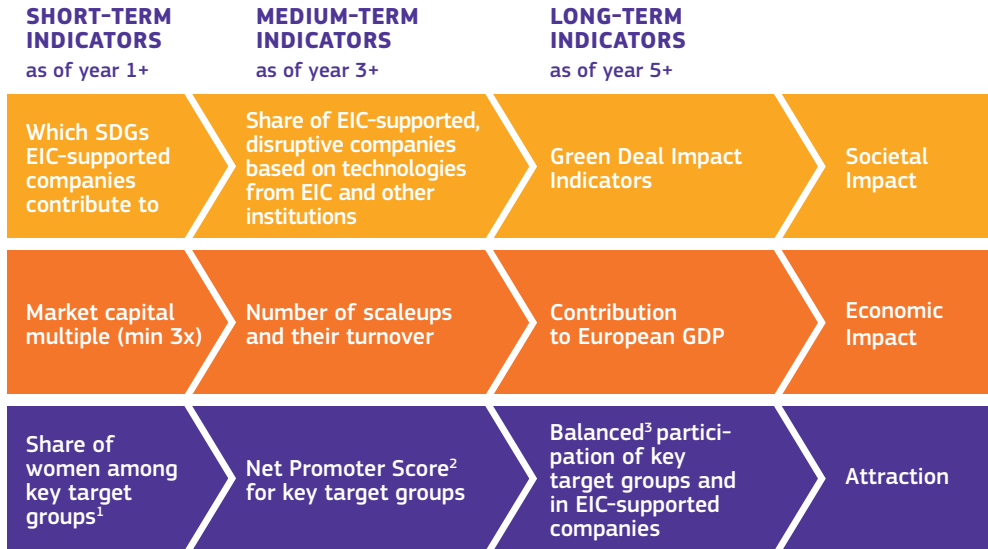 SHORT-TERM
INDICATORS
as of year 1+
MEDIUM-TERM
INDICATORS
as of year 3+
LONG-TERM
INDICATORS
as of year 5+
Which SDGs
EIC-supported
companies
contribute to
Share of EIC-supported,
disruptive companies
based on technologies
from EIC and other
institutions
Green Deal Impact
Indicators
Societal
Impact
Market capital
multiple (min 3x)
Number of scaleups
and their turnover
Contribution
to European GDP
Economic
Impact
Share of
women among
key target
groups¹
Net Promoter Score²
for key target groups
Balanced³ partici-
pation of key
target groups and
in EIC-supported
companies
Attraction